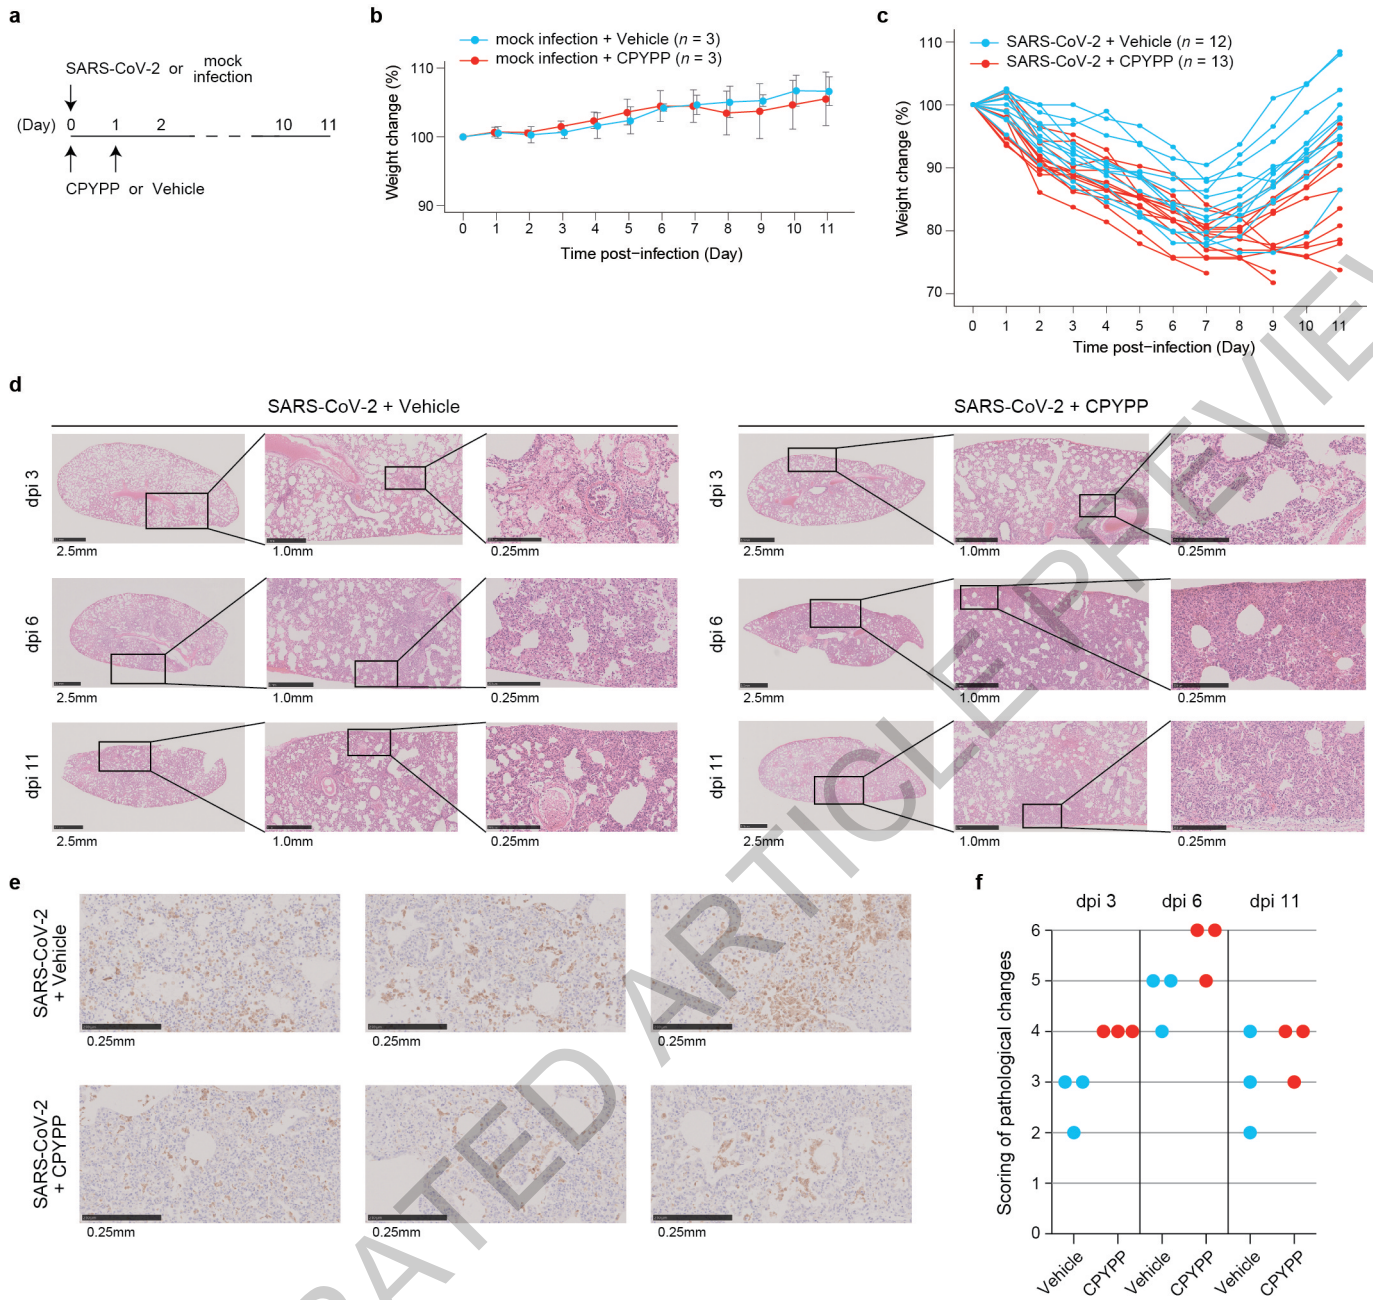 a
SARS-CoV-2 or mock infection
(Day) 0 1 2 10 11
CPYPP or Vehicle
b
mock infection + Vehicle (n = 3)
mock infection + CPYPP (n = 3)
Weight change (%)
110
100
90
0 1 2 3 4 5 6 7 8 9 10 11
Time post−infection (Day)
c
SARS-CoV-2 + Vehicle (n = 12)
SARS-CoV-2 + CPYPP (n = 13)
Weight change (%)
110
100
90
80
70
0 1 2 3 4 5 6 7 8 9 10 11
Time post−infection (Day)
d
SARS-CoV-2 + Vehicle
SARS-CoV-2 + CPYPP
dpi 3
2.5mm 1.0mm 0.25mm
dpi 3
2.5mm 1.0mm 0.25mm
dpi 6
2.5mm 1.0mm 0.25mm
dpi 6
2.5mm 1.0mm 0.25mm
dpi 11
2.5mm 1.0mm 0.25mm
dpi 11
2.5mm 1.0mm 0.25mm
e
SARS-CoV-2
+ Vehicle
0.25mm 0.25mm 0.25mm
SARS-CoV-2
+ CPYPP
0.25mm 0.25mm 0.25mm
f
dpi 3 dpi 6 dpi 11
Scoring of pathological changes
6
5
4
3
2
1
0
Vehicle CPYPP Vehicle CPYPP Vehicle CPYPP
RATED ARTICLE PREVIEW